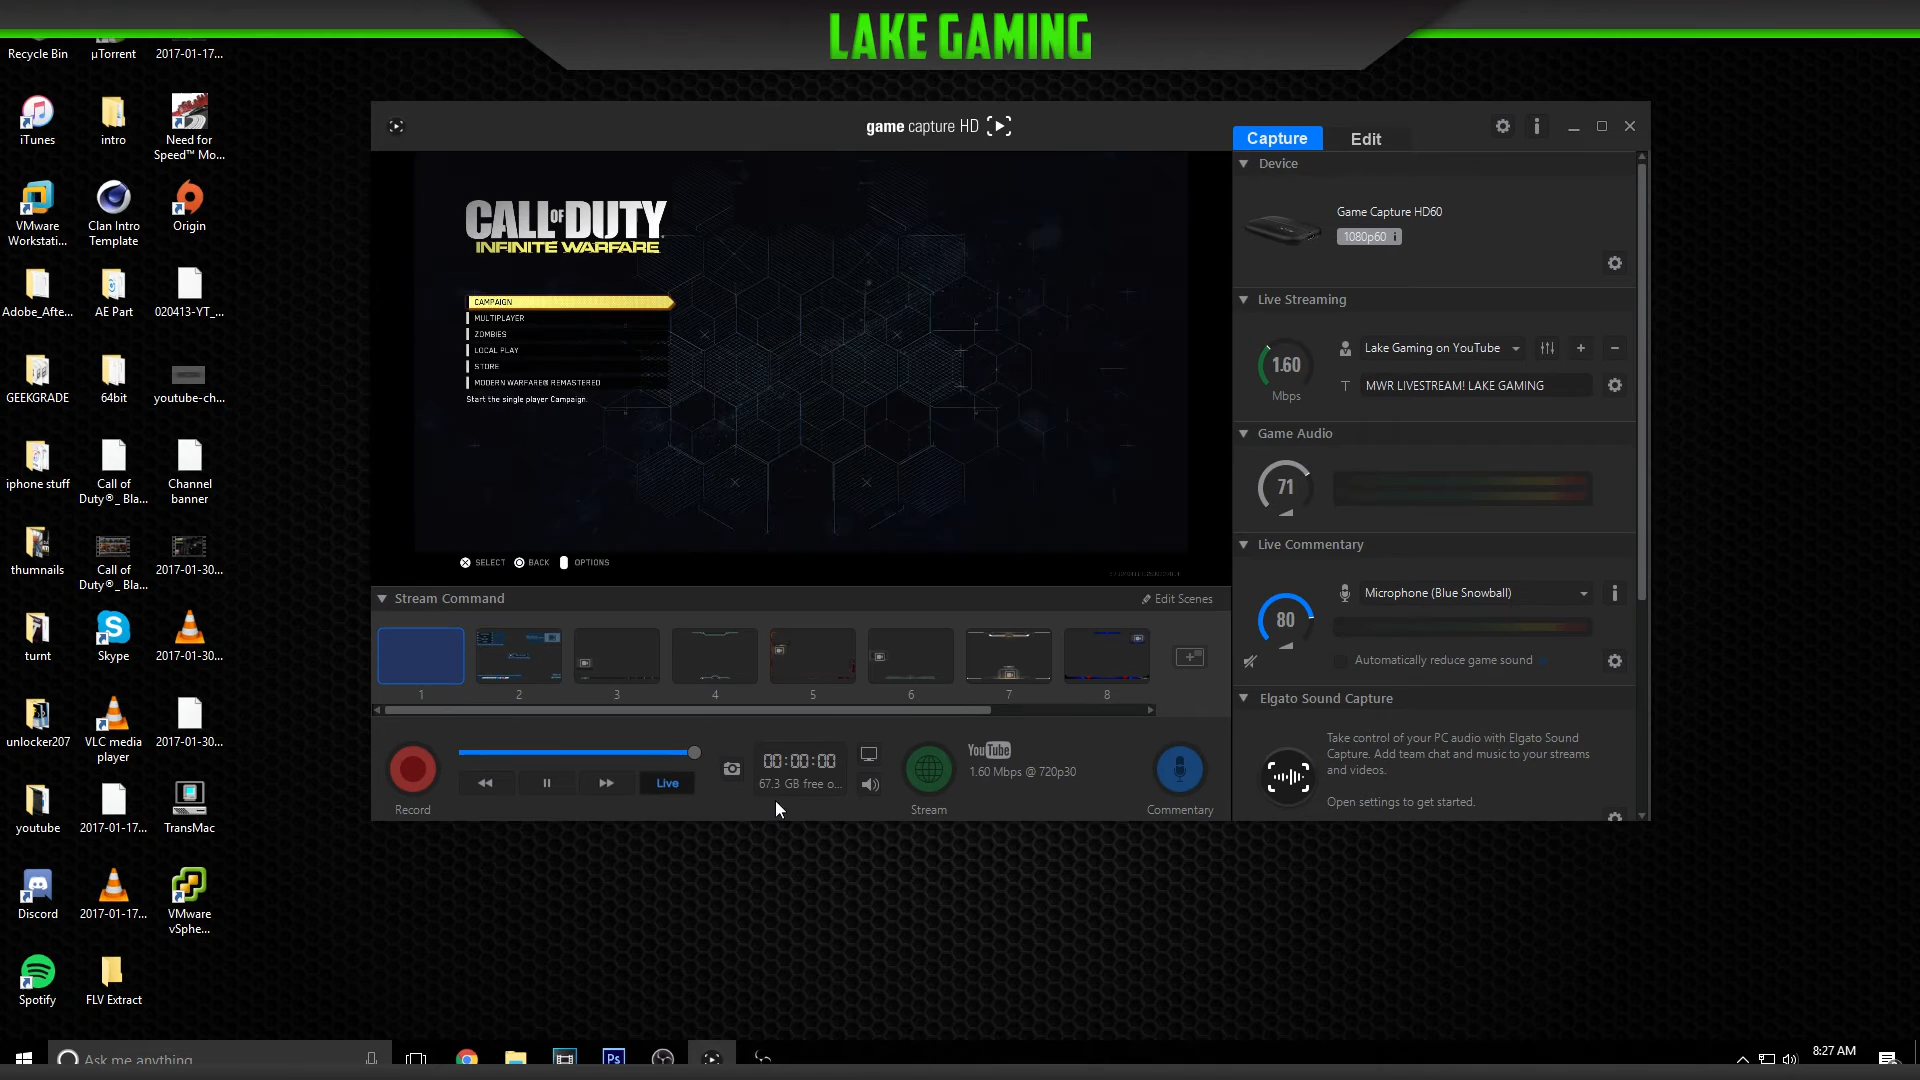 LAKE GAMING
Recycle Bin
µTorrent
2017-01-17...
iTunes
intro
Need for
Speed™ Mo...
VMware
Workstati...
Clan Intro
Template
Origin
Adobe_Afte...
AE Part
020413-YT_...
GEEKGRADE
64bit
youtube-ch...
iphone stuff
Call of
Duty®_ Bla...
Channel
banner
thumnails
Call of
Duty®_ Bla...
2017-01-30...
turnt
Skype
2017-01-30...
unlocker207
VLC media
player
2017-01-30...
youtube
2017-01-17...
TransMac
Discord
2017-01-17...
VMware
vSphe...
Spotify
FLV Extract
game capture HD
Capture
Edit
CALL OF DUTY
INFINITE WARFARE
CAMPAIGN
MULTIPLAYER
ZOMBIES
LOCAL PLAY
STORE
MODERN WARFARE® REMASTERED
Start the single player Campaign.
SELECT
BACK
OPTIONS
Device
Game Capture HD60
1080p60 i
Live Streaming
1.60
Mbps
Lake Gaming on YouTube
T
MWR LIVESTREAM! LAKE GAMING
Game Audio
71
Live Commentary
80
Microphone (Blue Snowball)
Automatically reduce game sound
Elgato Sound Capture
Take control of your PC audio with Elgato Sound
Capture. Add team chat and music to your streams
and videos.
Open settings to get started.
Stream Command
Edit Scenes
1
2
3
4
5
6
7
8
Record
Live
00:00:00
67.3 GB free o...
Stream
YouTube
1.60 Mbps @ 720p30
Commentary
Ask me anything
Ps
8:27 AM